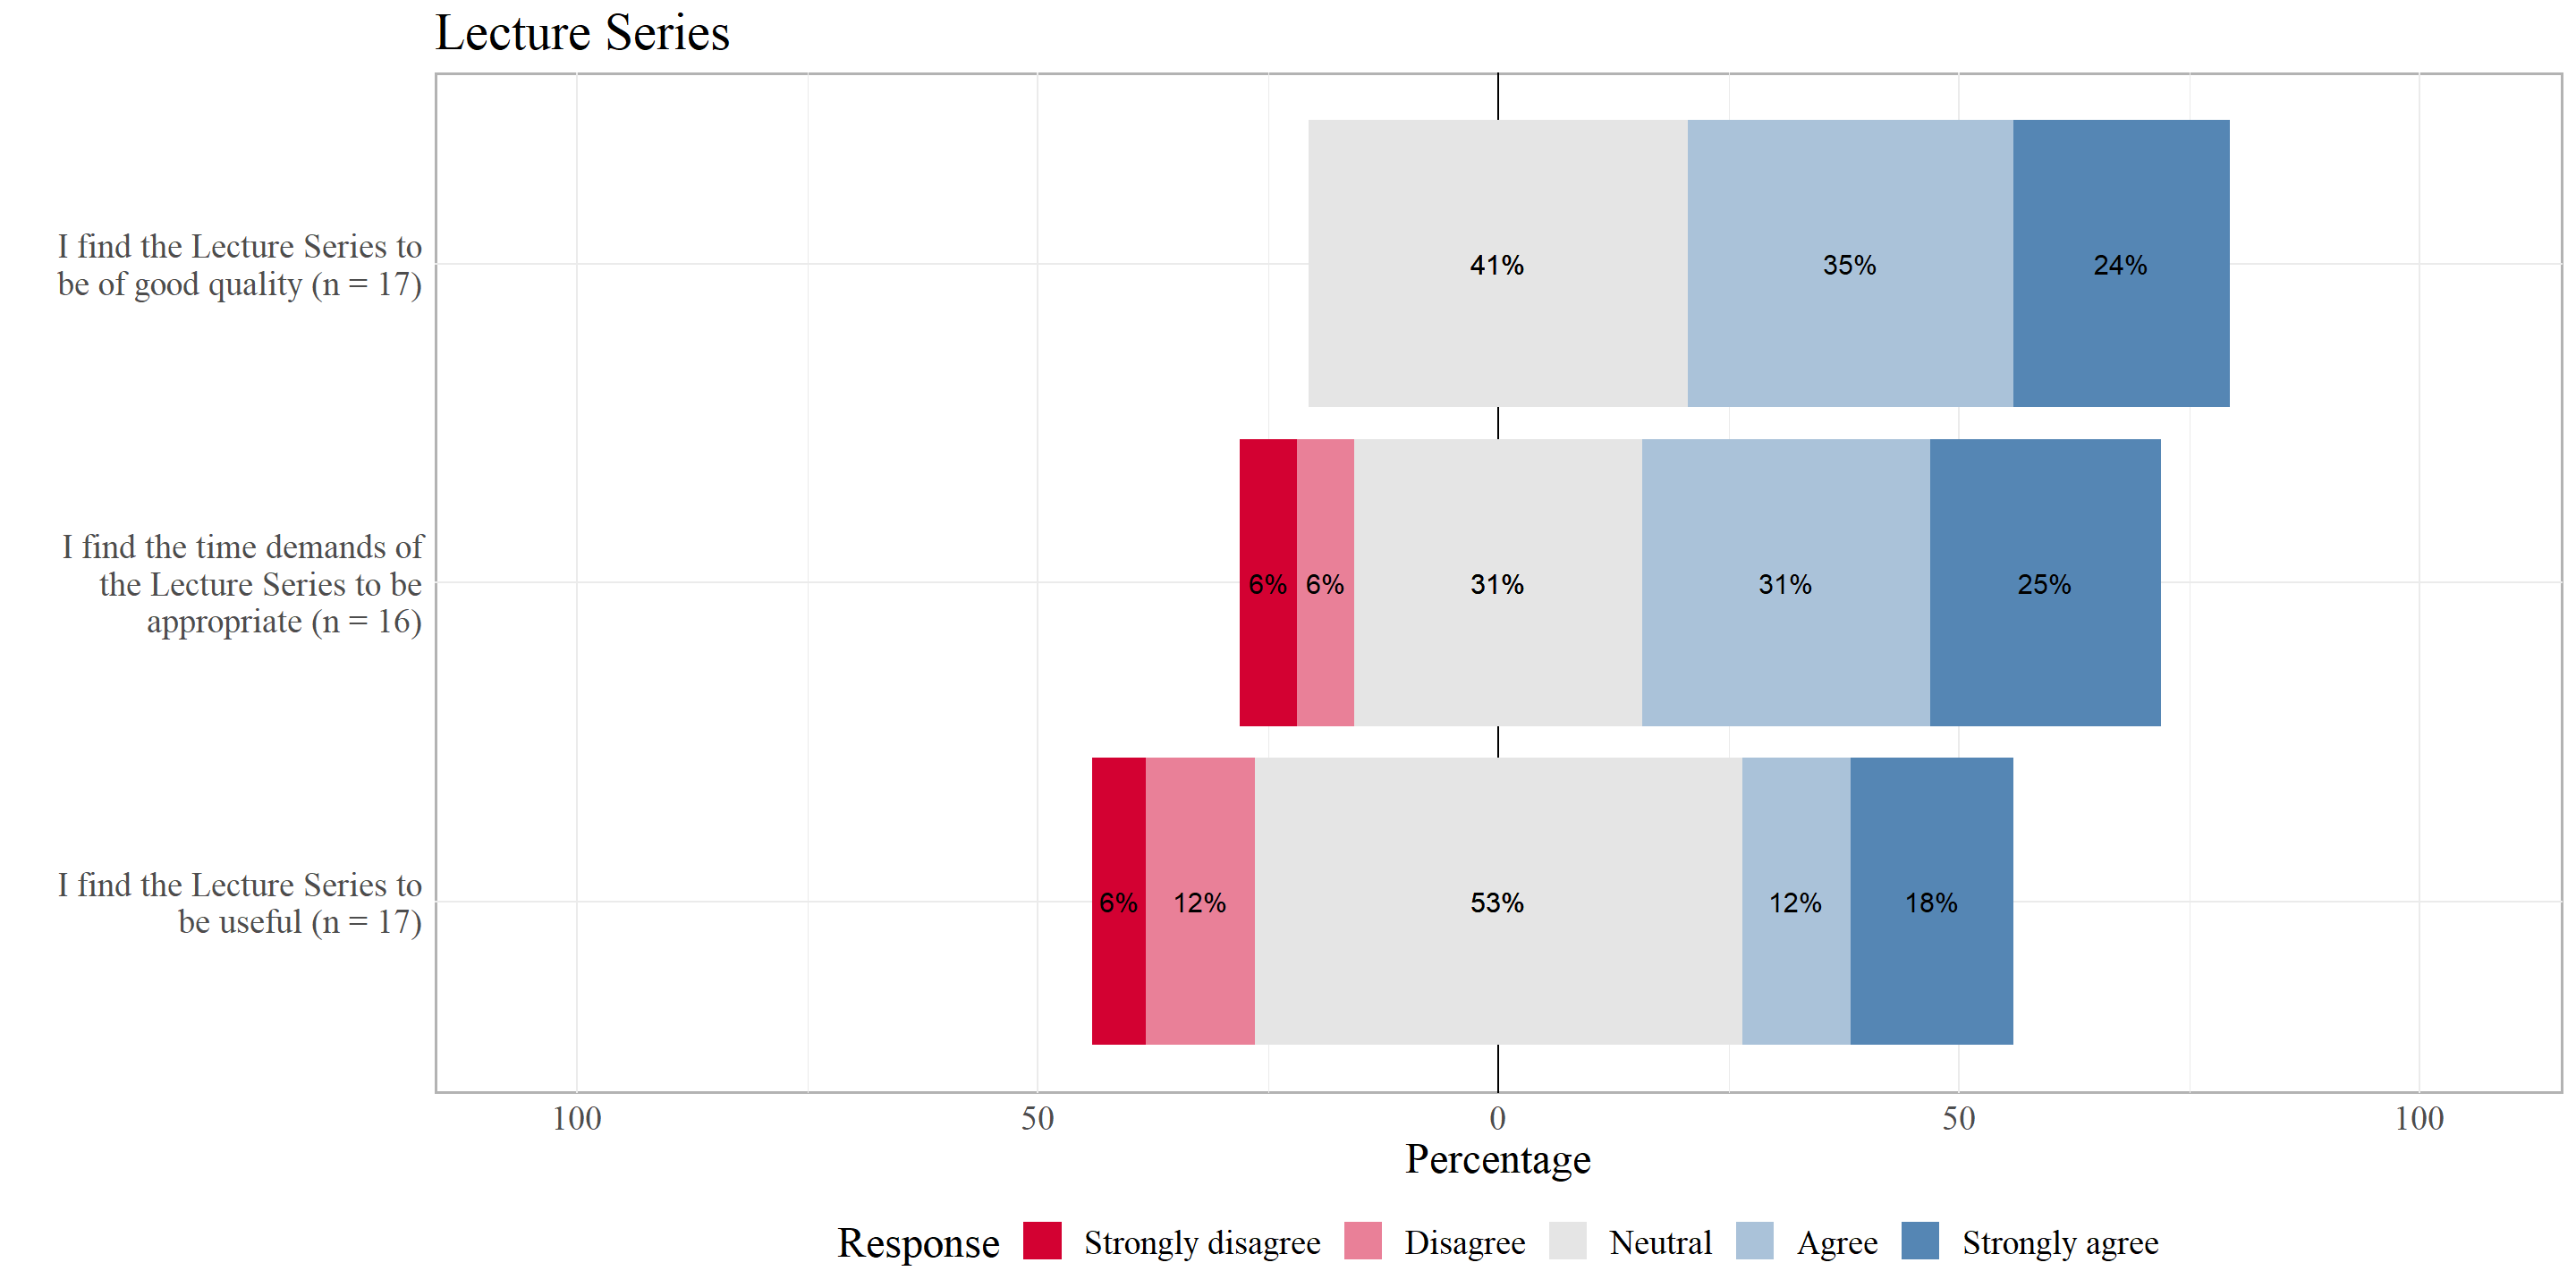 Lecture Series
I find the Lecture Series to
be of good quality (n = 17)
41% 35% 24%
I find the time demands of
the Lecture Series to be
appropriate (n = 16)
6% 6% 31% 31% 25%
I find the Lecture Series to
be useful (n = 17)
6% 12% 53% 12% 18%
100 50 0 50 100
Percentage
Response Strongly disagree Disagree Neutral Agree Strongly agree